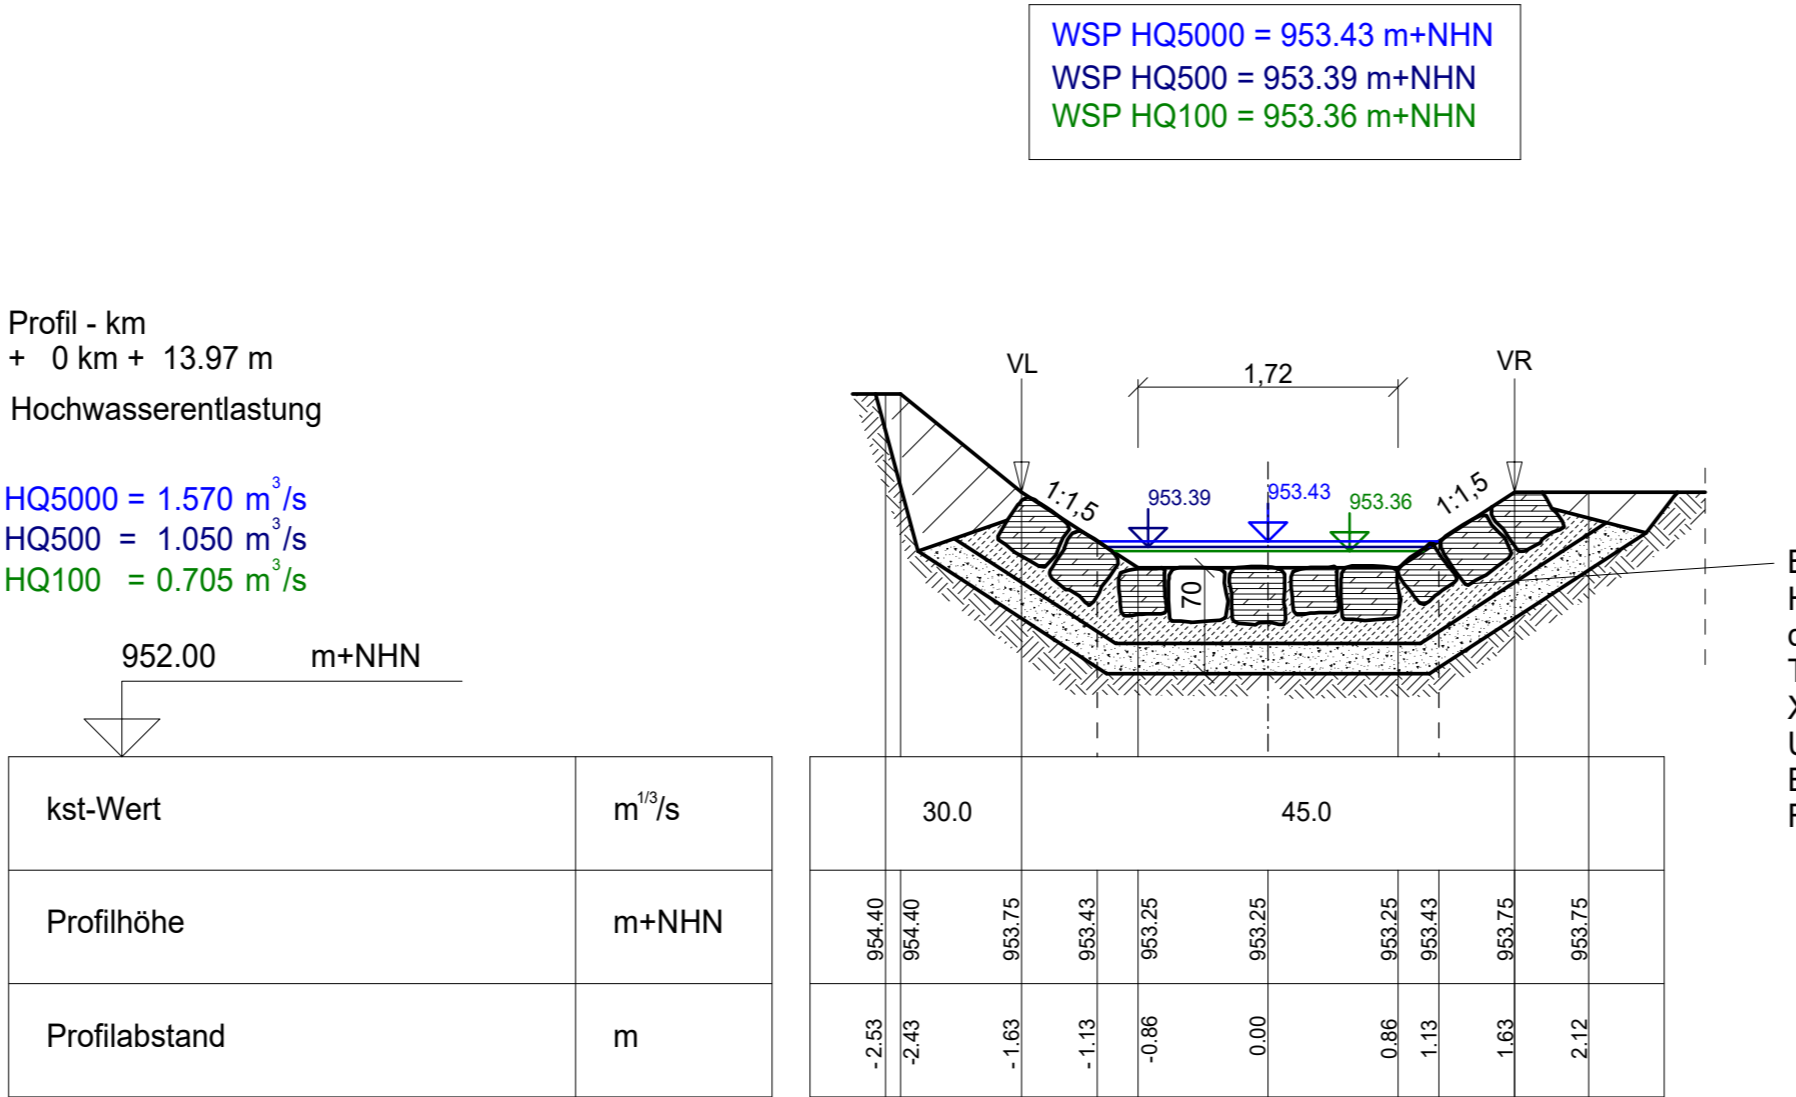 WSP HQ5000 = 953.43 m+NHN
WSP HQ500 = 953.39 m+NHN
WSP HQ100 = 953.36 m+NHN
Profil - km
+ 0 km + 13.97 m
Hochwasserentlastung
HQ5000 = 1.570 m³/s
HQ500 = 1.050 m³/s
HQ100 = 0.705 m³/s
952.00 m+NHN
VL
1,72
VR
1:1,5
953.39
953.43
953.36
1:1,5
70
kst-Wert m^1/3/s 30.0 45.0
Profilhöhe m+NHN 954.40 954.40 953.75 953.43 953.25 953.25 953.25 953.43 953.75 953.75
Profilabstand m -2.53 -2.43 -1.63 -1.13 -0.86 0.00 0.86 1.13 1.63 2.12